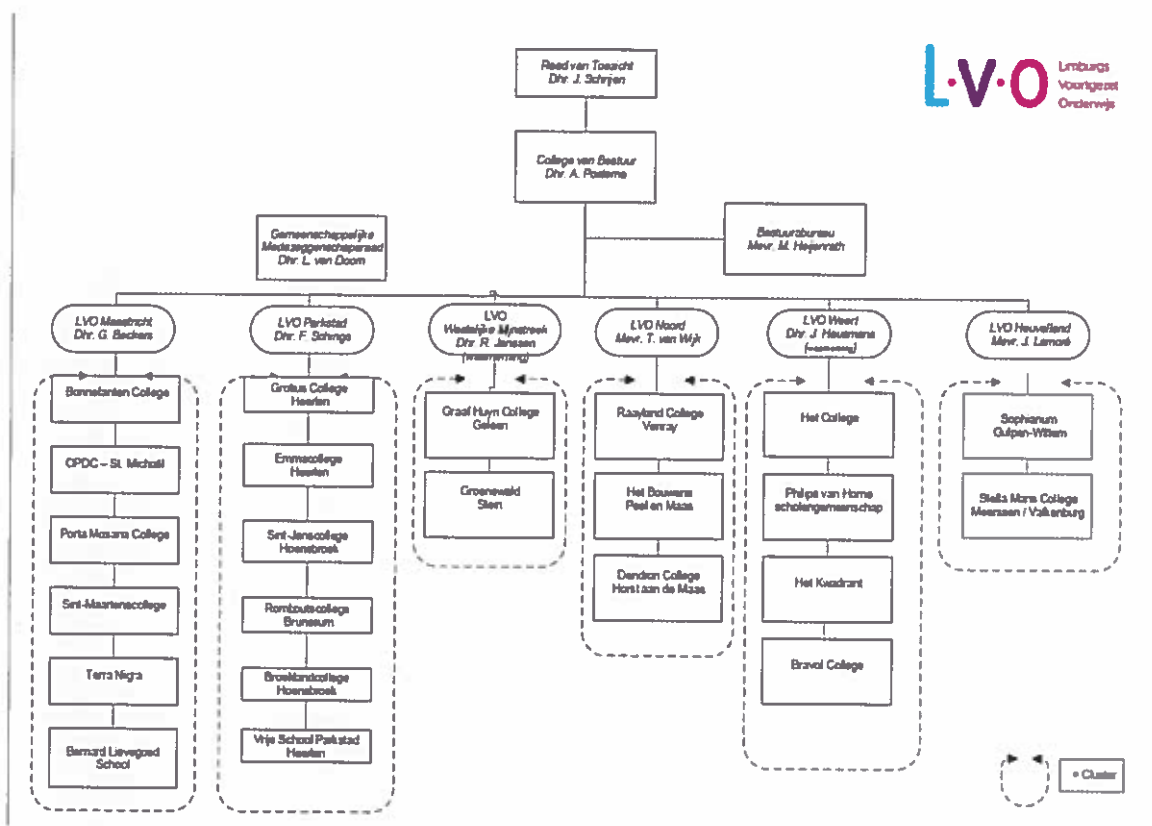 Raad van Toezicht
Dhr. J. Schrijen
L·V·O
Limburgs
Voortgezet
Onderwijs
College van Bestuur
Dhr. A. Postema
Gemeenschappelijke
Medezeggenschapsraad
Dhr. L. van Doorn
Bestuursbureau
Mevr. M. Heijenrath
LVO Maastricht
Dhr. G. Beckers
LVO Parkstad
Dhr. F. Schings
LVO
Westelijke Mijnstreek
Dhr. R. Janssen
(waarneming)
LVO Noord
Mevr. T. van Wijk
LVO Weert
Dhr. J. Heusmans
(waarneming)
LVO Heuvelland
Mevr. J. Lamoré
Bonnefanten College
OPDC – St. Michaël
Porta Mosana College
Sint-Maartenscollege
Terra Nigra
Bernard Lievegoed
School
Grotius College
Heerlen
Emmacollege
Heerlen
Sint-Janscollege
Hoensbroek
Romboutscollege
Brunssum
Broeklandcollege
Hoensbroek
Vrije School Parkstad
Heerlen
Graaf Huyn College
Geleen
Groenewald
Stein
Raayland College
Venray
Het Bouwens
Peel en Maas
Dendron College
Horst aan de Maas
Het College
Philips van Horne
scholengemeenschap
Het Kwadrant
Bravo! College
Sophianum
Gulpen-Wittem
Stella Maris College
Meerssen / Valkenburg
= Cluster